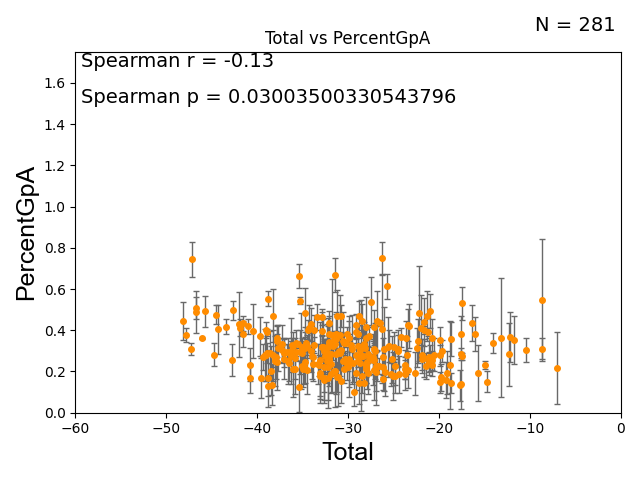 N = 281
Total vs PercentGpA
Spearman r = -0.13
Spearman p = 0.03003500330543796
PercentGpA
1.6
1.4
1.2
1.0
0.8
0.6
0.4
0.2
0.0
−60 −50 −40 −30 −20 −10 0
Total